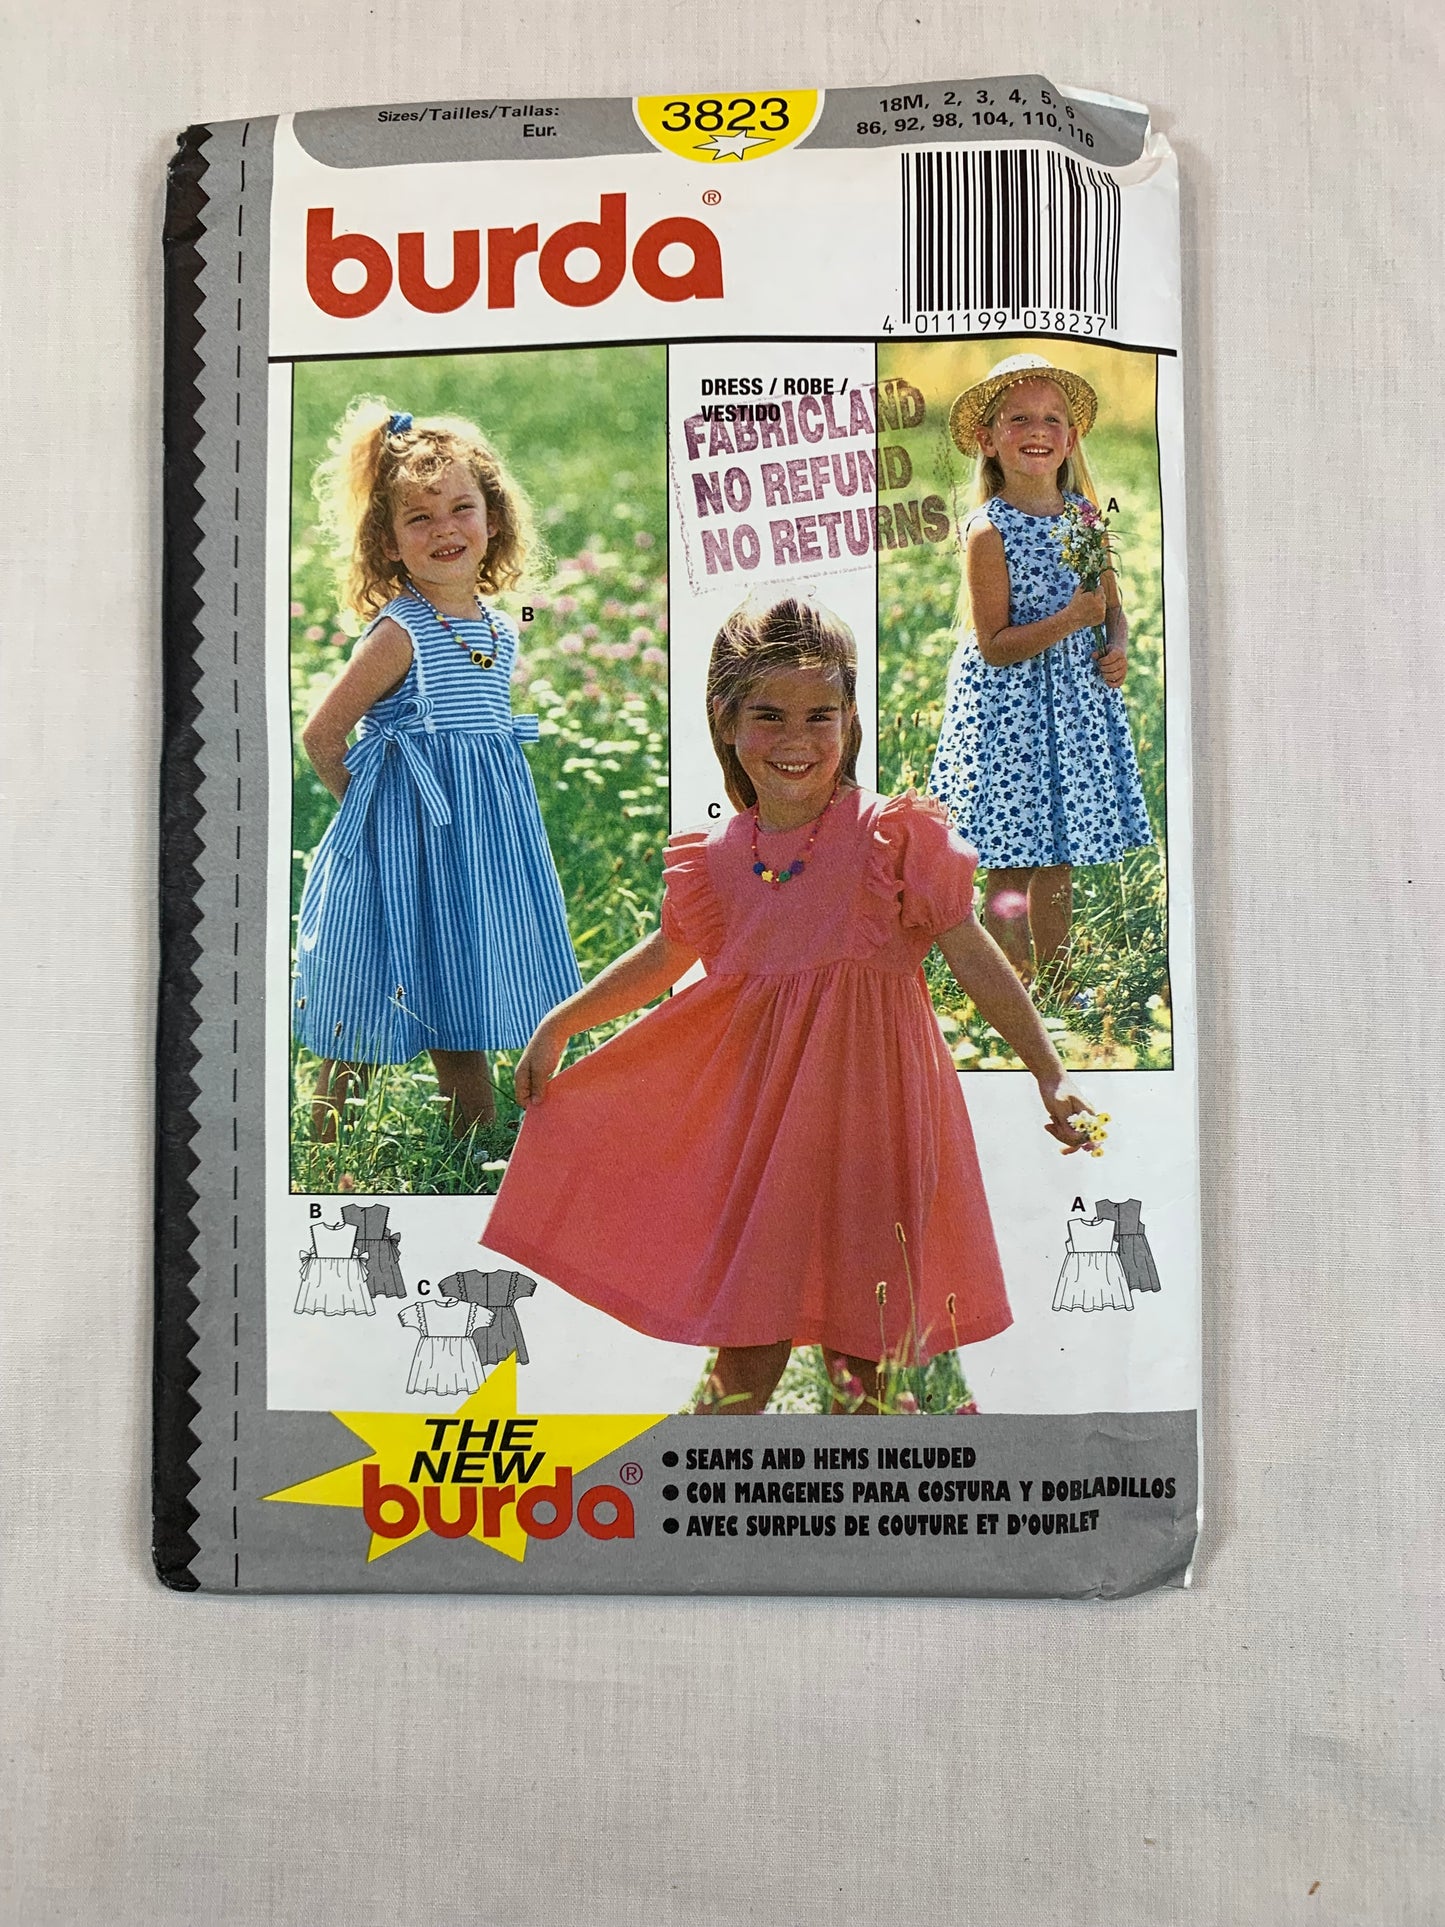 Sizes/Tailles/Tallas:
Eur.
3823
18M, 2, 3, 4, 5, 6
86, 92, 98, 104, 110, 116
burda®
4 011199 038237
DRESS / ROBE /
VESTIDO
FABRICLAND
NO REFUND
NO RETURNS
A
B
C
B
C
A
THE
NEW
burda®
• SEAMS AND HEMS INCLUDED
• CON MARGENES PARA COSTURA Y DOBLADILLOS
• AVEC SURPLUS DE COUTURE ET D'OURLET